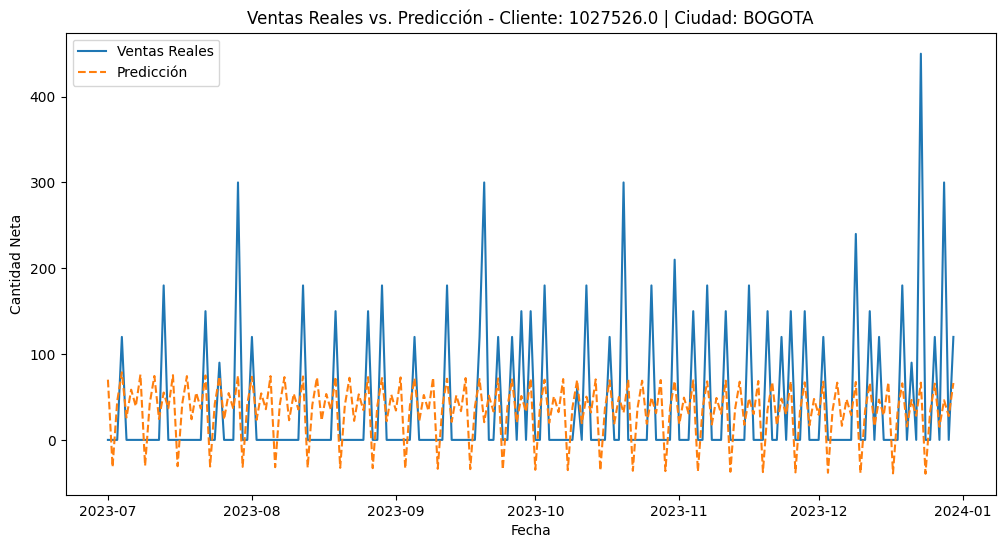 Ventas Reales vs. Predicción - Cliente: 1027526.0 | Ciudad: BOGOTA
Ventas Reales
Predicción
Cantidad Neta
400
300
200
100
0
2023-07
2023-08
2023-09
2023-10
2023-11
2023-12
2024-01
Fecha